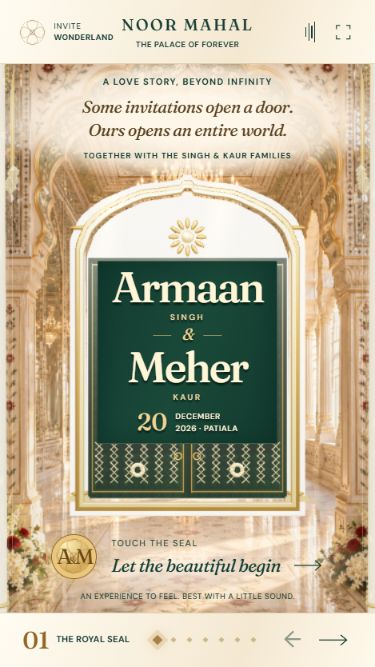 INVITE
WONDERLAND
NOOR MAHAL
THE PALACE OF FOREVER
A LOVE STORY, BEYOND INFINITY
Some invitations open a door.
Ours opens an entire world.
TOGETHER WITH THE SINGH & KAUR FAMILIES
Armaan
SINGH
&
Meher
KAUR
20 DECEMBER
2026 · PATIALA
TOUCH THE SEAL
A&M
Let the beautiful begin
AN EXPERIENCE TO FEEL. BEST WITH A LITTLE SOUND.
01 THE ROYAL SEAL